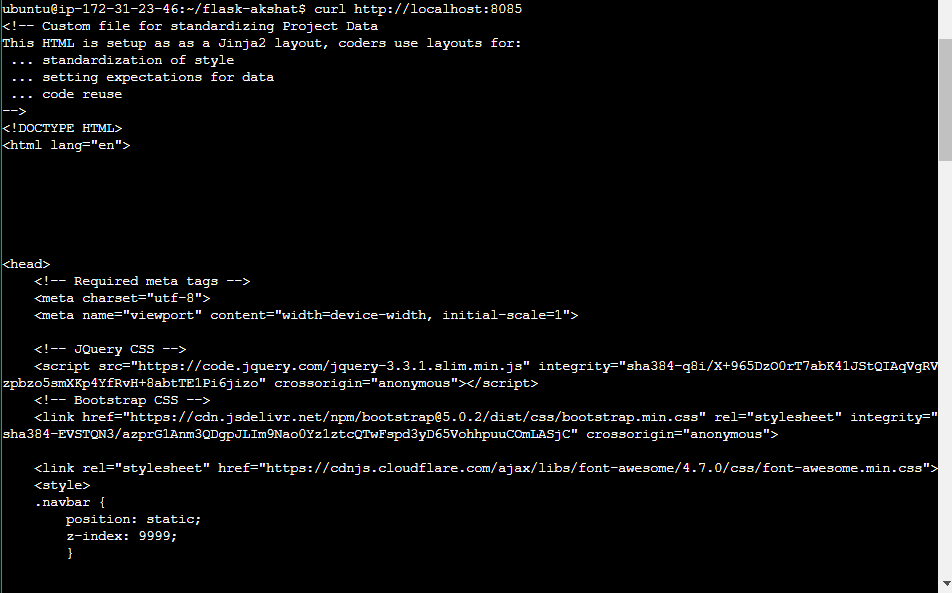 ubuntu@ip-172-31-23-46:~/flask-akshat$ curl http://localhost:8085
<!-- Custom file for standardizing Project Data
This HTML is setup as as a Jinja2 layout, coders use layouts for:
 ... standardization of style
 ... setting expectations for data
 ... code reuse
-->
<!DOCTYPE HTML>
<html lang="en">
<head>
    <!-- Required meta tags -->
    <meta charset="utf-8">
    <meta name="viewport" content="width=device-width, initial-scale=1">
    <!-- JQuery CSS -->
    <script src="https://code.jquery.com/jquery-3.3.1.slim.min.js" integrity="sha384-q8i/X+965DzO0rT7abK41JStQIAqVgRV
zpbzo5smXKp4YfRvH+8abtTE1Pi6jizo" crossorigin="anonymous"></script>
    <!-- Bootstrap CSS -->
    <link href="https://cdn.jsdelivr.net/npm/bootstrap@5.0.2/dist/css/bootstrap.min.css" rel="stylesheet" integrity="
sha384-EVSTQN3/azprG1Anm3QDgpJLIm9Nao0Yz1ztcQTwFspd3yD65VohhpuuCOmLASjC" crossorigin="anonymous">
    <link rel="stylesheet" href="https://cdnjs.cloudflare.com/ajax/libs/font-awesome/4.7.0/css/font-awesome.min.css">
    <style>
    .navbar {
        position: static;
        z-index: 9999;
        }